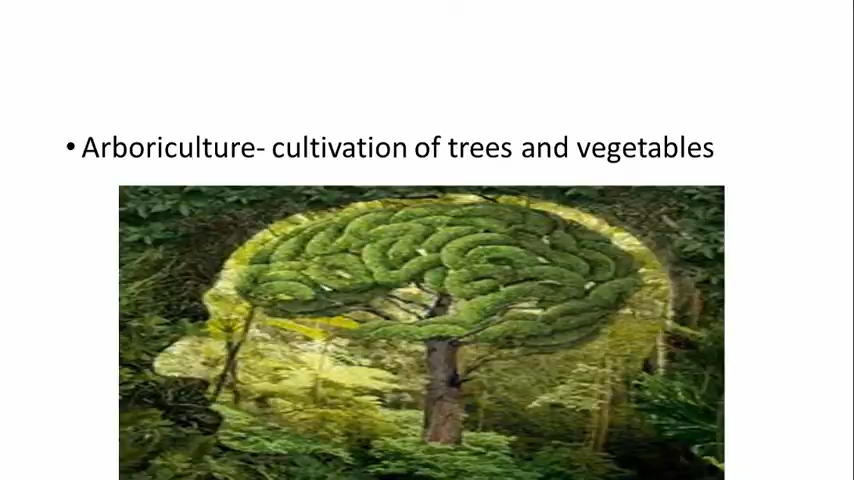 • Arboriculture- cultivation of trees and vegetables